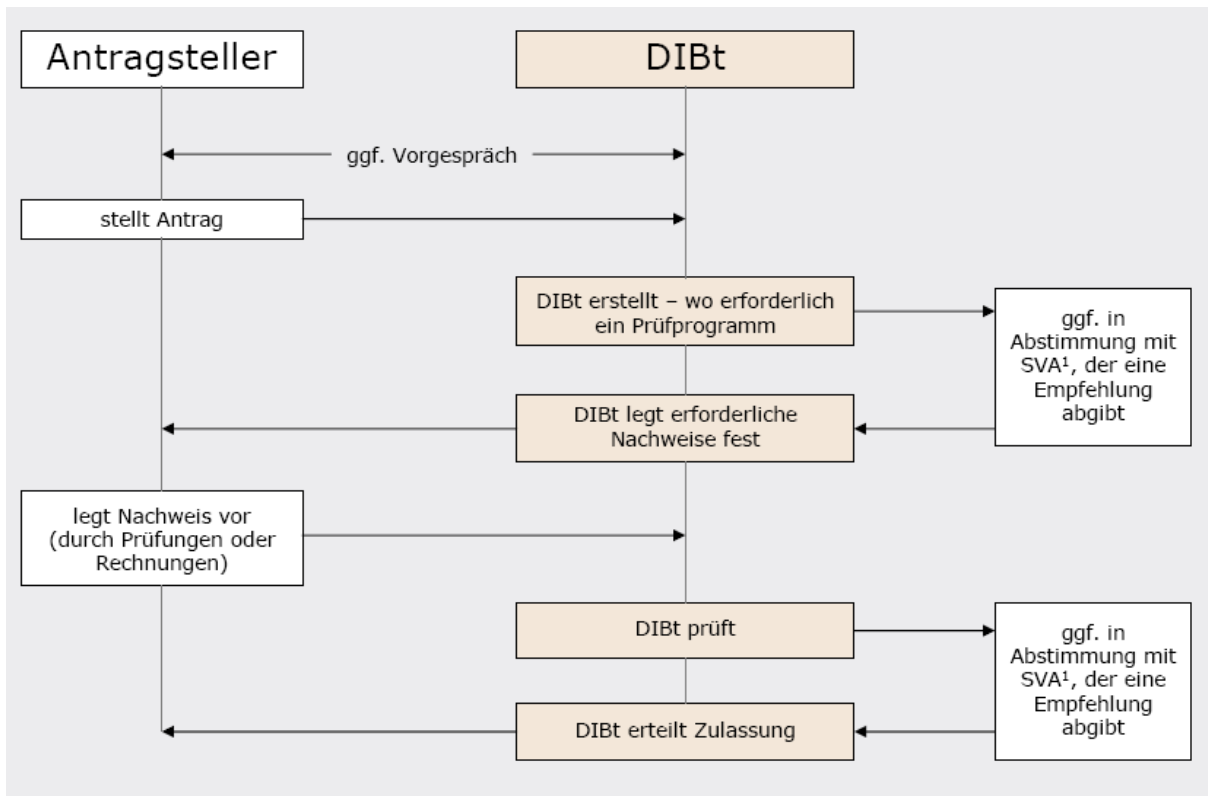 Antragsteller
DIBt
ggf. Vorgespräch
stellt Antrag
DIBt erstellt – wo erforderlich
ein Prüfprogramm
ggf. in
Abstimmung mit
SVA¹, der eine
Empfehlung
abgibt
DIBt legt erforderliche
Nachweise fest
legt Nachweis vor
(durch Prüfungen oder
Rechnungen)
DIBt prüft
ggf. in
Abstimmung mit
SVA¹, der eine
Empfehlung
abgibt
DIBt erteilt Zulassung